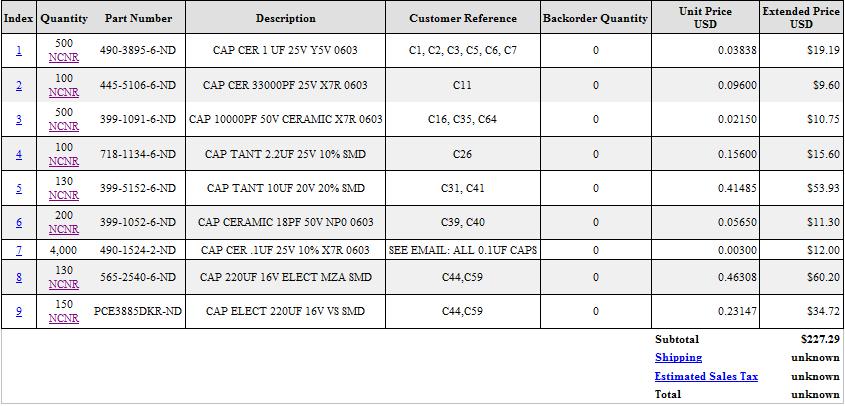 Index Quantity Part Number Description Customer Reference Backorder Quantity Unit Price USD Extended Price USD
1 500 NCNR 490-3895-6-ND CAP CER 1 UF 25V Y5V 0603 C1, C2, C3, C5, C6, C7 0 0.03838 $19.19
2 100 NCNR 445-5106-6-ND CAP CER 33000PF 25V X7R 0603 C11 0 0.09600 $9.60
3 500 NCNR 399-1091-6-ND CAP 10000PF 50V CERAMIC X7R 0603 C16, C35, C64 0 0.02150 $10.75
4 100 NCNR 718-1134-6-ND CAP TANT 2.2UF 25V 10% SMD C26 0 0.15600 $15.60
5 130 NCNR 399-5152-6-ND CAP TANT 10UF 20V 20% SMD C31, C41 0 0.41485 $53.93
6 200 NCNR 399-1052-6-ND CAP CERAMIC 18PF 50V NP0 0603 C39, C40 0 0.05650 $11.30
7 4,000 490-1524-2-ND CAP CER .1UF 25V 10% X7R 0603 SEE EMAIL: ALL 0.1UF CAPS 0 0.00300 $12.00
8 130 NCNR 565-2540-6-ND CAP 220UF 16V ELECT MZA SMD C44,C59 0 0.46308 $60.20
9 150 NCNR PCE3885DKR-ND CAP ELECT 220UF 16V VS SMD C44,C59 0 0.23147 $34.72
Subtotal $227.29
Shipping unknown
Estimated Sales Tax unknown
Total unknown